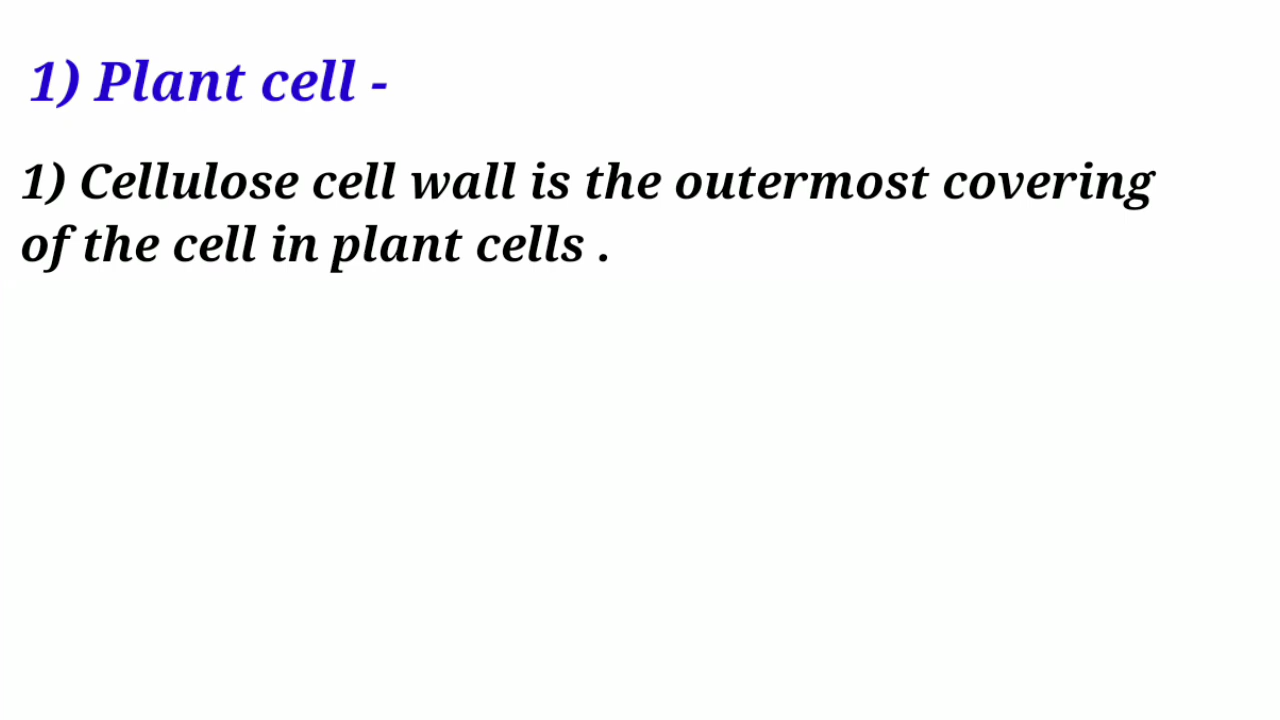 1) Plant cell -
1) Cellulose cell wall is the outermost covering
of the cell in plant cells .